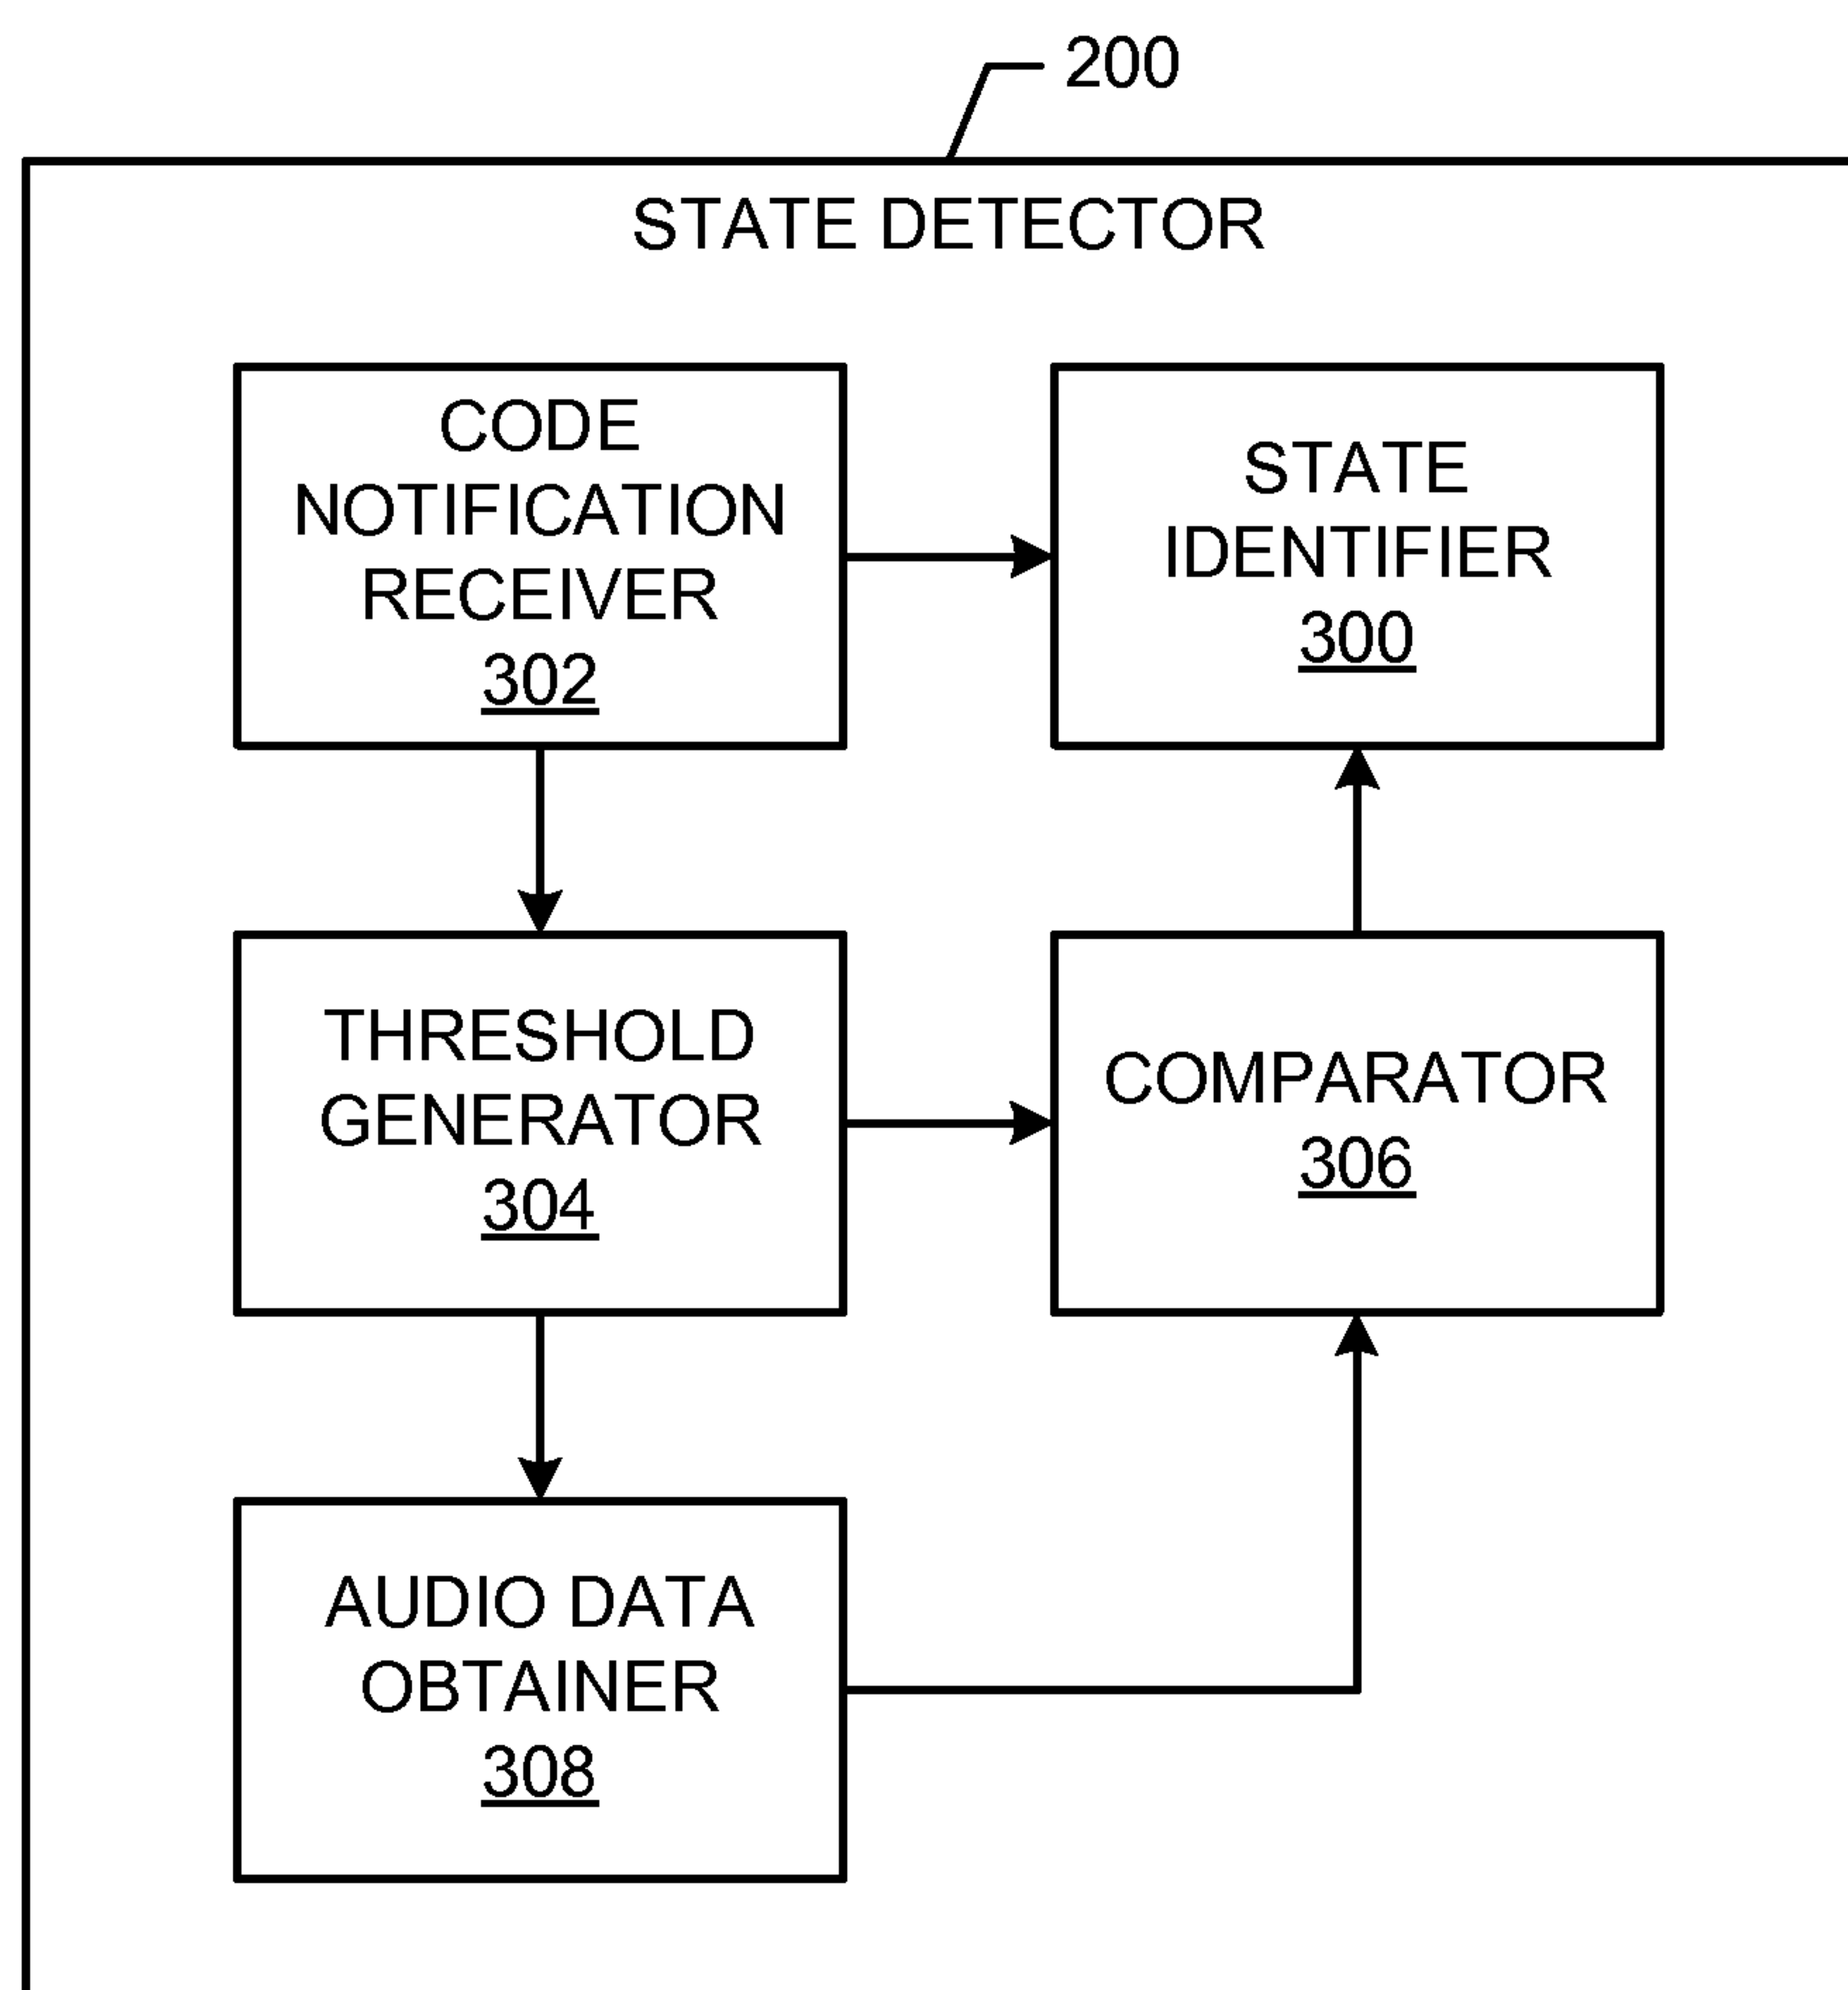 200
STATE DETECTOR
CODE
NOTIFICATION
RECEIVER
302
STATE
IDENTIFIER
300
THRESHOLD
GENERATOR
304
COMPARATOR
306
AUDIO DATA
OBTAINER
308